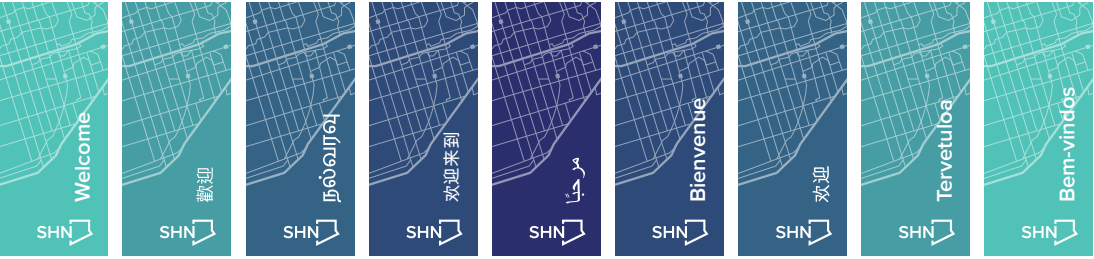 Welcome
SHN
歡迎
SHN
நல்வரவு
SHN
欢迎来到
SHN
مرحبًا
SHN
Bienvenue
SHN
欢迎
SHN
Tervetuloa
SHN
Bem-vindos
SHN